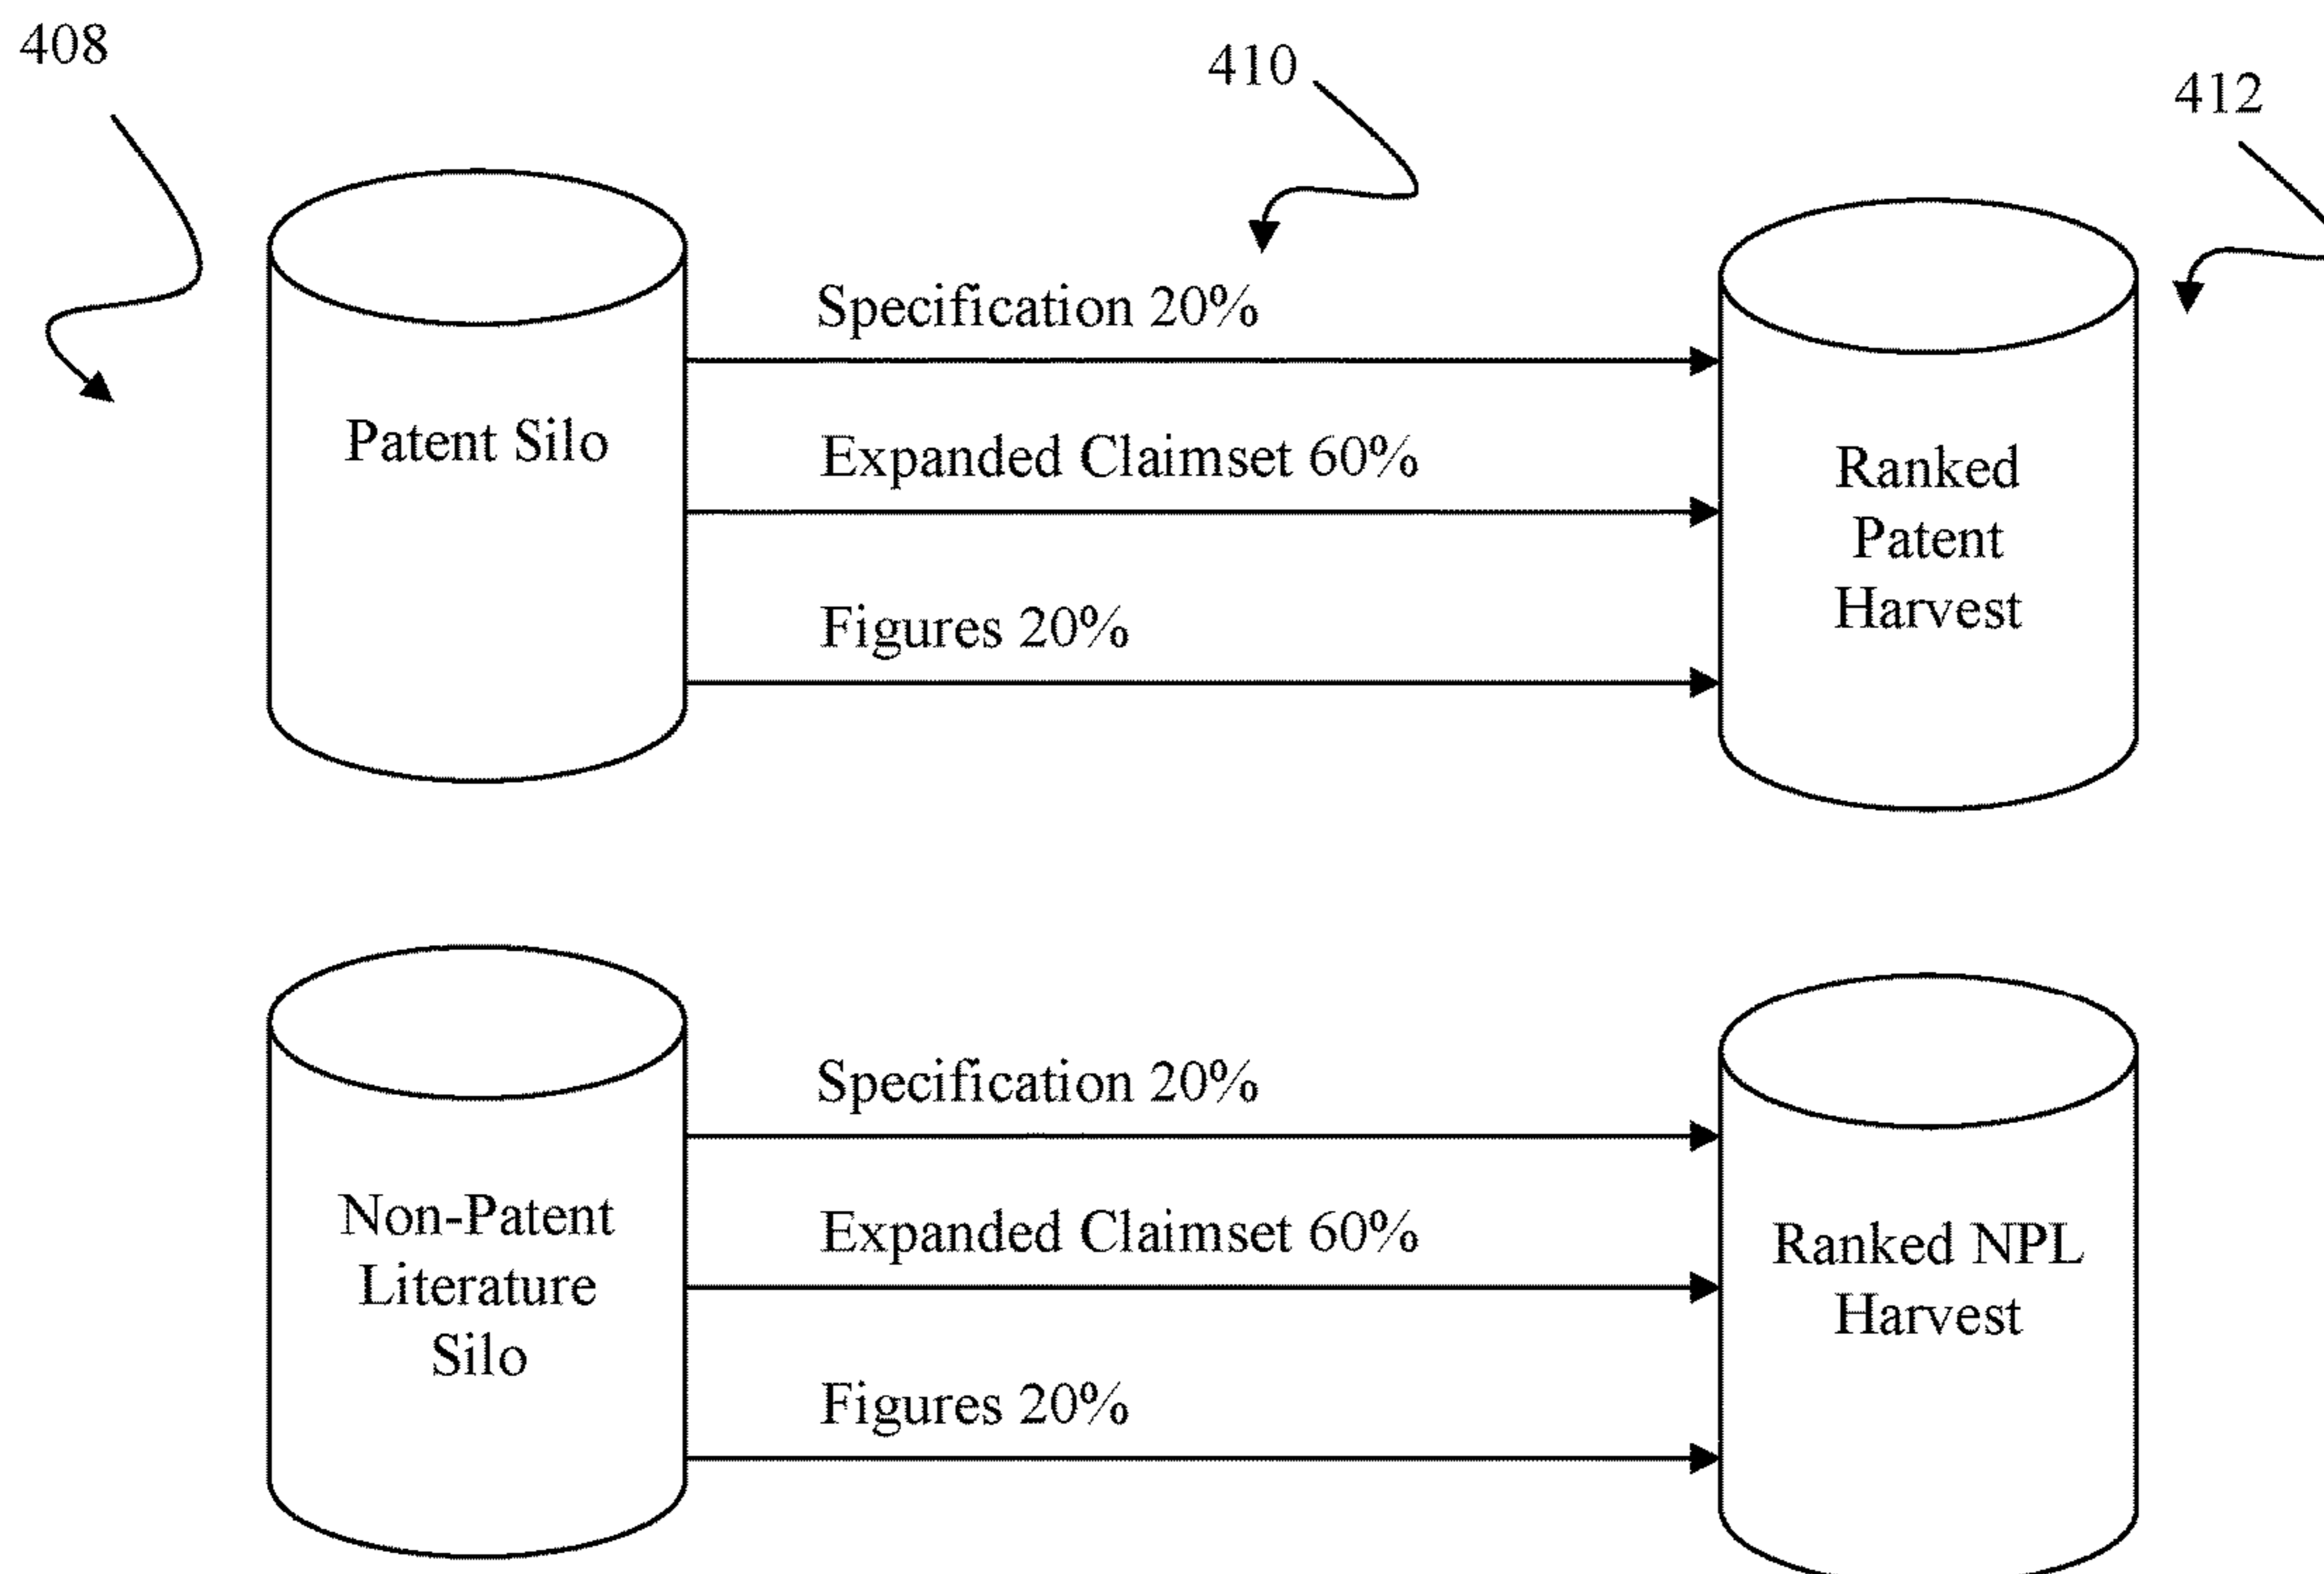 408
410
412
Patent Silo
Specification 20%
Expanded Claimset 60%
Figures 20%
Ranked
Patent
Harvest
Non-Patent
Literature
Silo
Specification 20%
Expanded Claimset 60%
Figures 20%
Ranked NPL
Harvest